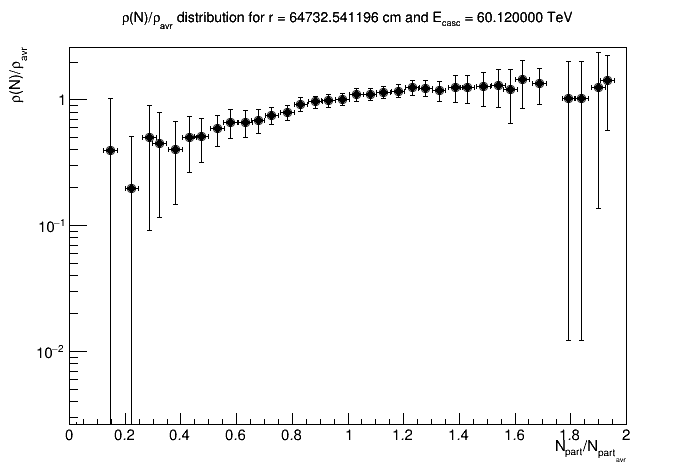 ρ(N)/ρavr distribution for r = 64732.541196 cm and Ecasc = 60.120000 TeV
ρ(N)/ρavr
1
10−1
10−2
0 0.2 0.4 0.6 0.8 1 1.2 1.4 1.6 1.8 2
Npart/Npartavr